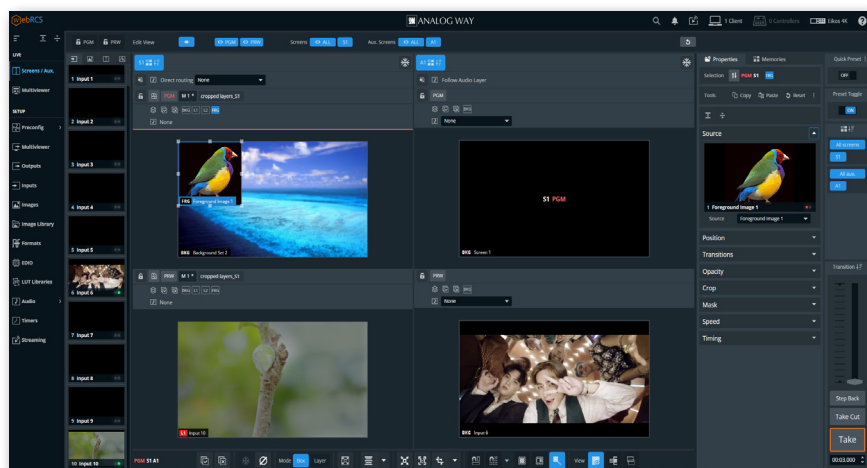 WebRCS
ANALOG WAY
1 Client
0 Controllers
Eikos 4K
PGM
PRW
Edit View
PGM
PRW
Screens
ALL
S1
Aux. Screens
ALL
A1
Properties
Memories
Quick Preset
LIVE
Screens / Aux.
Multiviewer
SETUP
Preconfig
Multiviewer
Outputs
Inputs
Images
Image Library
Formats
EDID
LUT Libraries
Audio
Timers
Streaming
1 Input 1
2 Input 2
3 Input 3
4 Input 4
5 Input 5
6 Input 6
7 Input 7
8 Input 8
9 Input 9
10 Input 10
S1
Direct routing None
PGM M 1 * cropped layers_S1
BKG S1 S2 FRG
None
FRG Foreground Image 1
BKG Background Set 2
PRW M 1 * cropped layers_S1
BKG S1 S2 FRG
None
S1 Input 10
A1
Follow Audio Layer
PGM
BKG
None
S1 PGM
BKG Screen 1
PRW
BKG
None
BKG Input 6
Selection PGM S1 FRG
Tools Copy Paste Reset
Source
1 Foreground Image 1
Source Foreground Image 1
Position
Transitions
Opacity
Crop
Mask
Speed
Timing
OFF
Preset Toggle
ON
All screens
S1
All aux.
A1
Transition
Step Back
Take Cut
Take
00:03.000
PGM S1 A1
Mode Box Layer
View